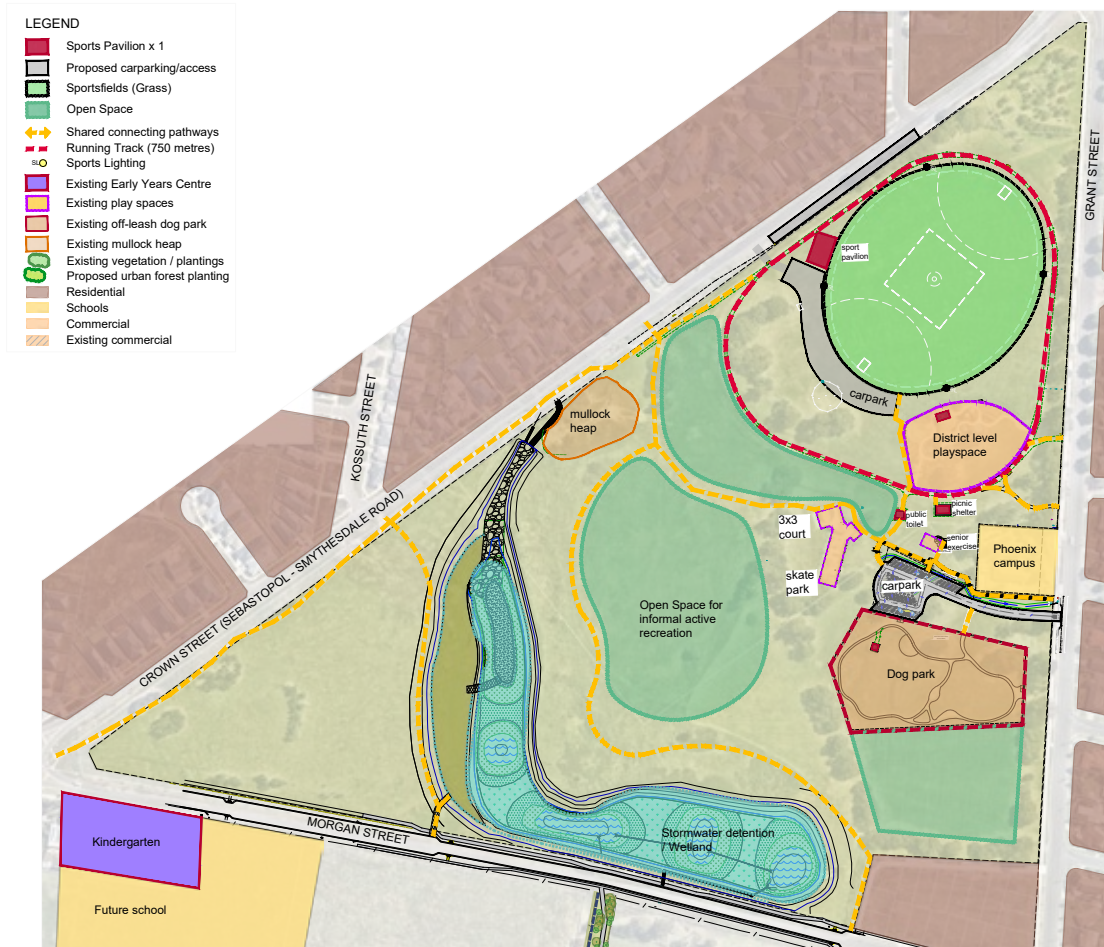 LEGEND
Sports Pavilion x 1
Proposed carparking/access
Sportsfields (Grass)
Open Space
Shared connecting pathways
Running Track (750 metres)
SL Sports Lighting
Existing Early Years Centre
Existing play spaces
Existing off-leash dog park
Existing mullock heap
Existing vegetation / plantings
Proposed urban forest planting
Residential
Schools
Commercial
Existing commercial
GRANT STREET
sport
pavilion
carpark
KOSSUTH STREET
mullock
heap
District level
playspace
CROWN STREET (SEBASTOPOL - SMYTHESDALE ROAD)
picnic
shelter
public
toilet
3x3
court
senior
exercise
Phoenix
campus
skate
park
carpark
Open Space for
informal active
recreation
Dog park
MORGAN STREET
Stormwater detention
/ Wetland
Kindergarten
Future school